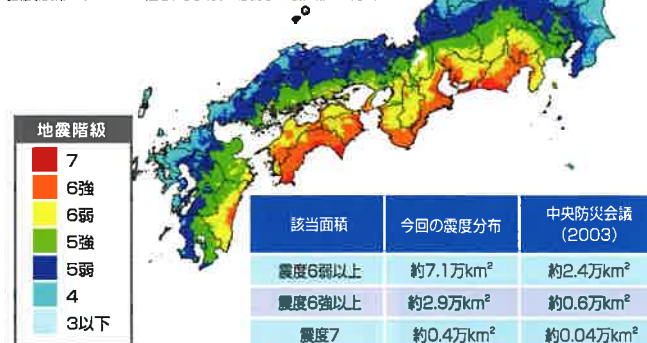 地震階級
7
6強
6弱
5強
5弱
4
3以下
該当面積
今回の震度分布
中央防災会議
(2003)
震度6弱以上
約7.1万km²
約2.4万km²
震度6強以上
約2.9万km²
約0.6万km²
震度7
約0.4万km²
約0.04万km²